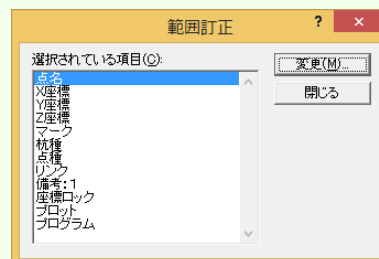 範囲訂正
? ×
選択されている項目(C):
点名
X座標
Y座標
Z座標
マーク
杭種
点種
リンク
備考:1
座標ロック
プロット
プログラム
変更(M)...
閉じる